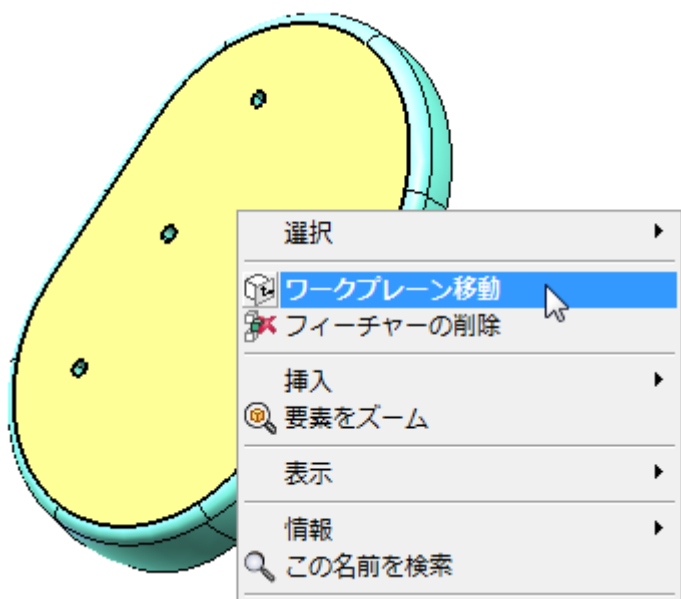 選択
ワークプレーン移動
フィーチャーの削除
挿入
要素をズーム
表示
情報
この名前を検索